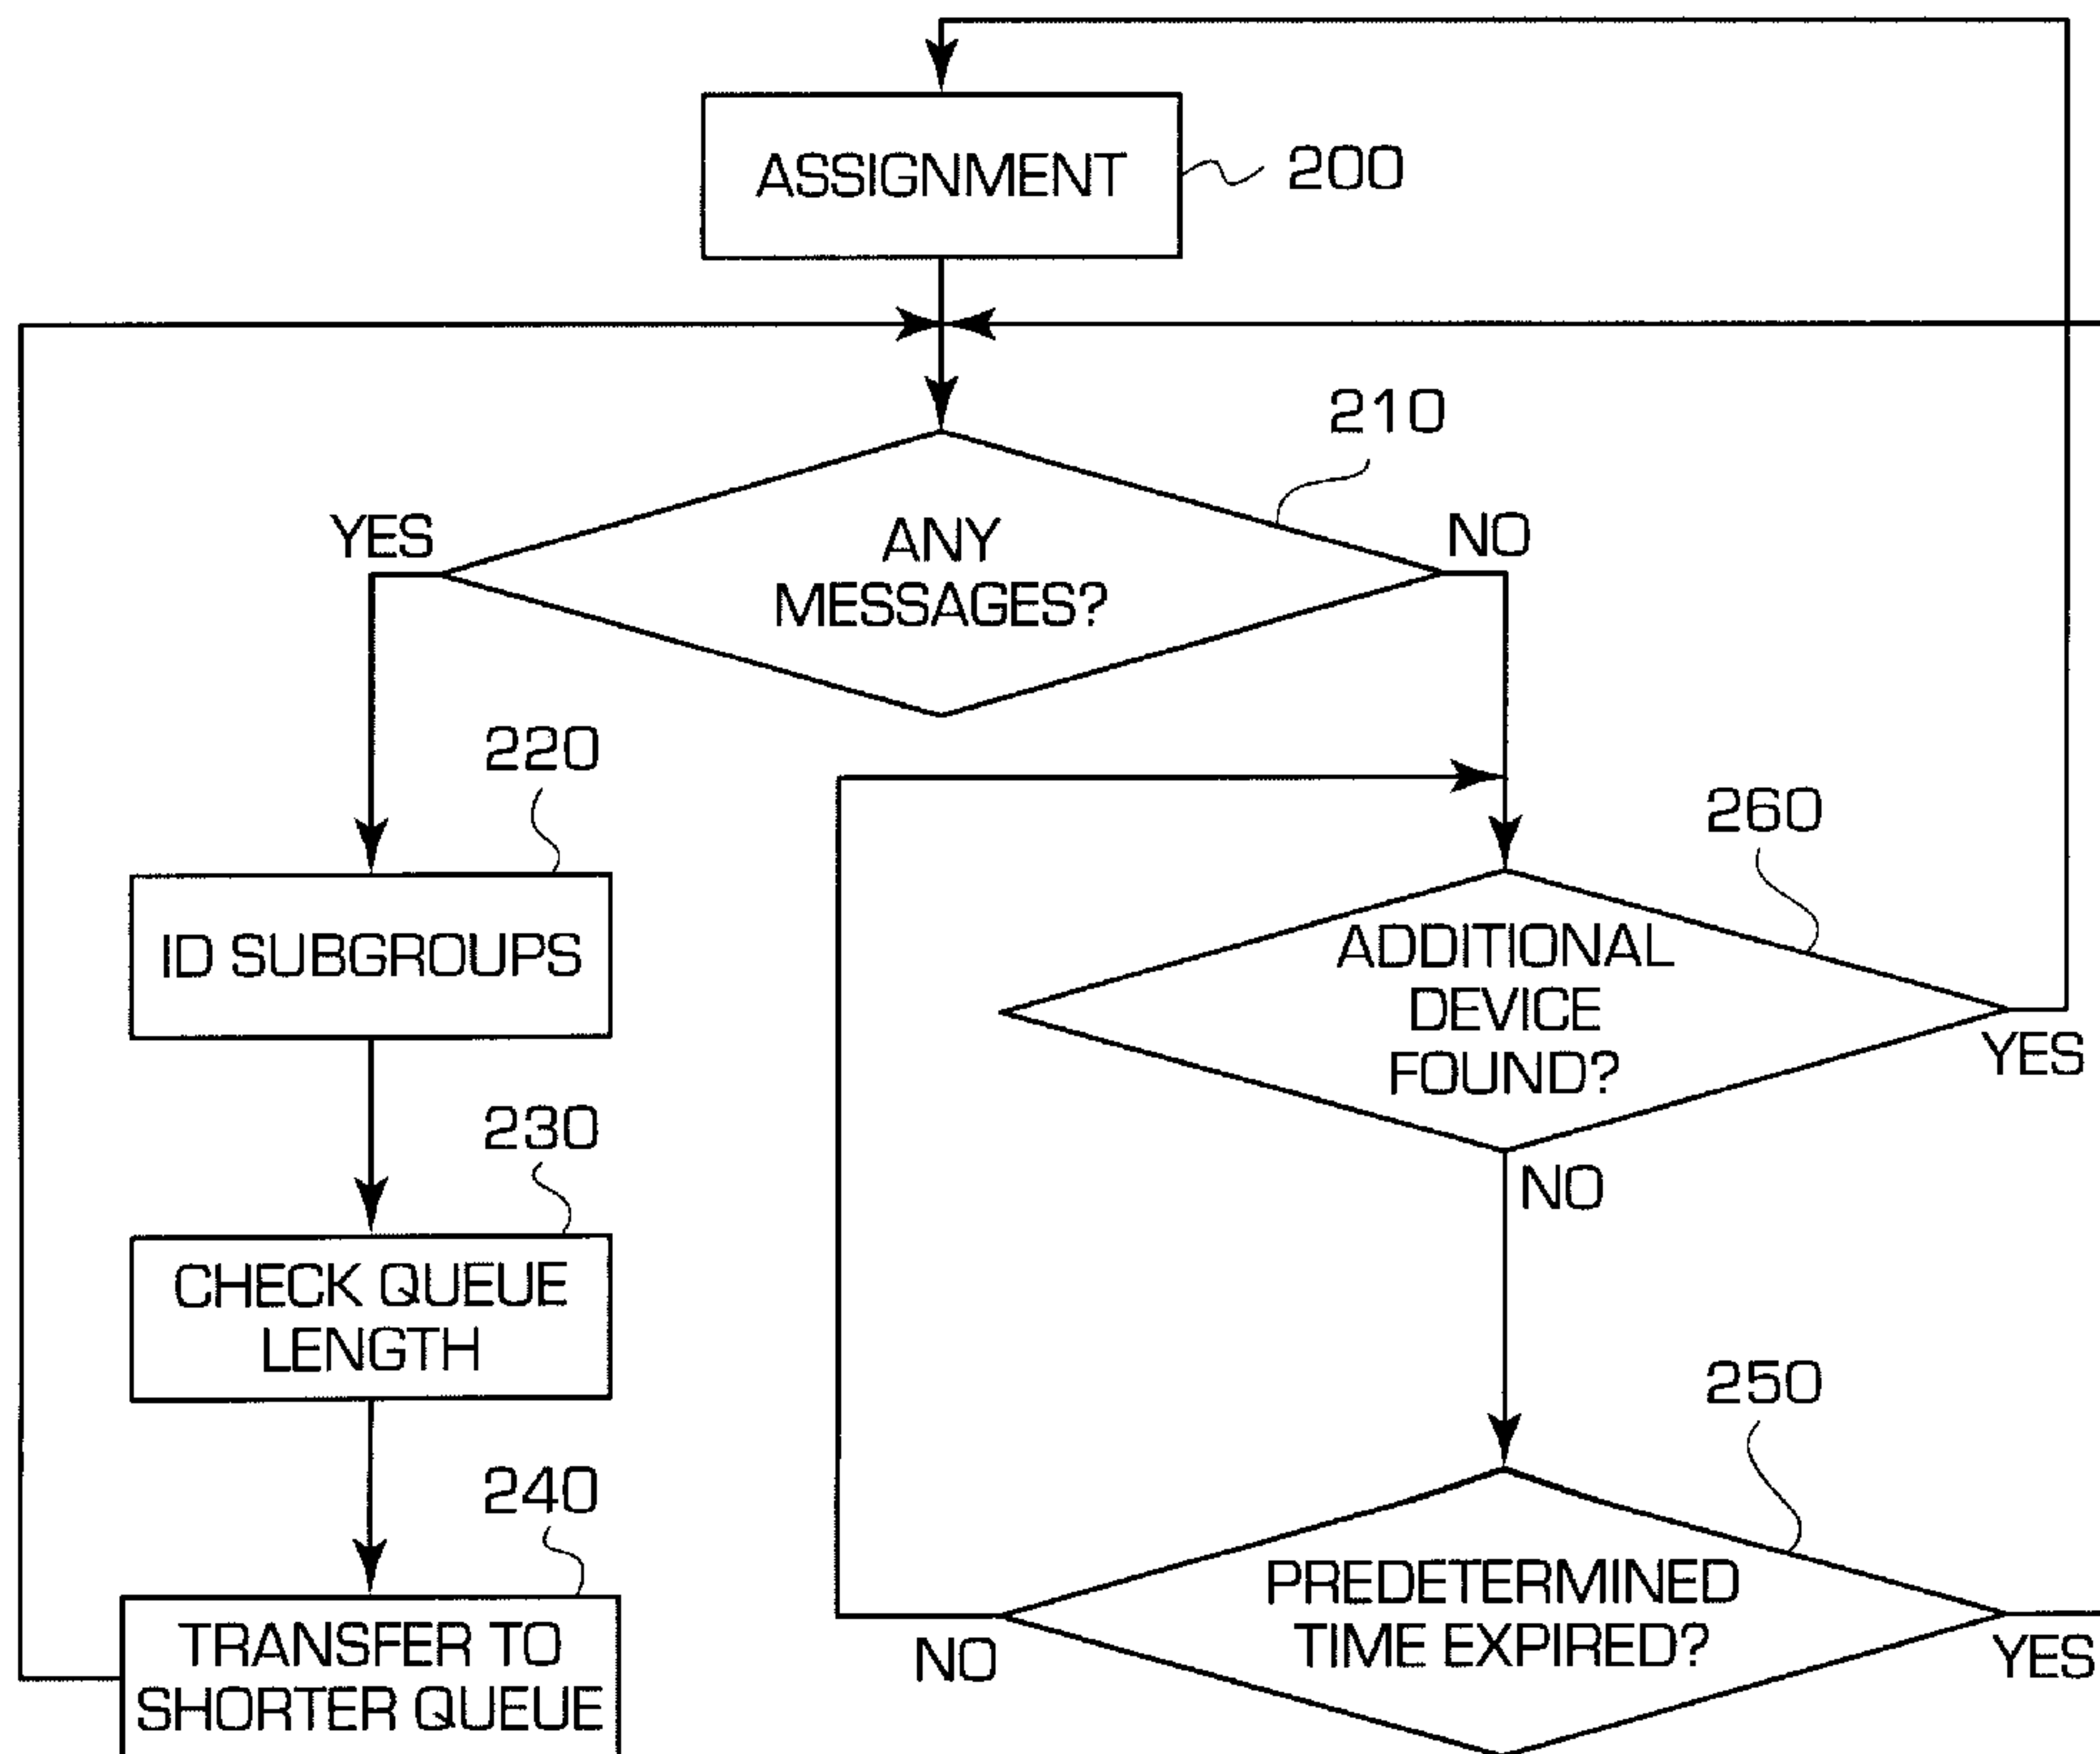 ASSIGNMENT
200
210
YES
NO
ANY
MESSAGES?
220
260
ID SUBGROUPS
ADDITIONAL
DEVICE
FOUND?
YES
230
NO
CHECK QUEUE
LENGTH
250
240
PREDETERMINED
TIME EXPIRED?
TRANSFER TO
SHORTER QUEUE
NO
YES